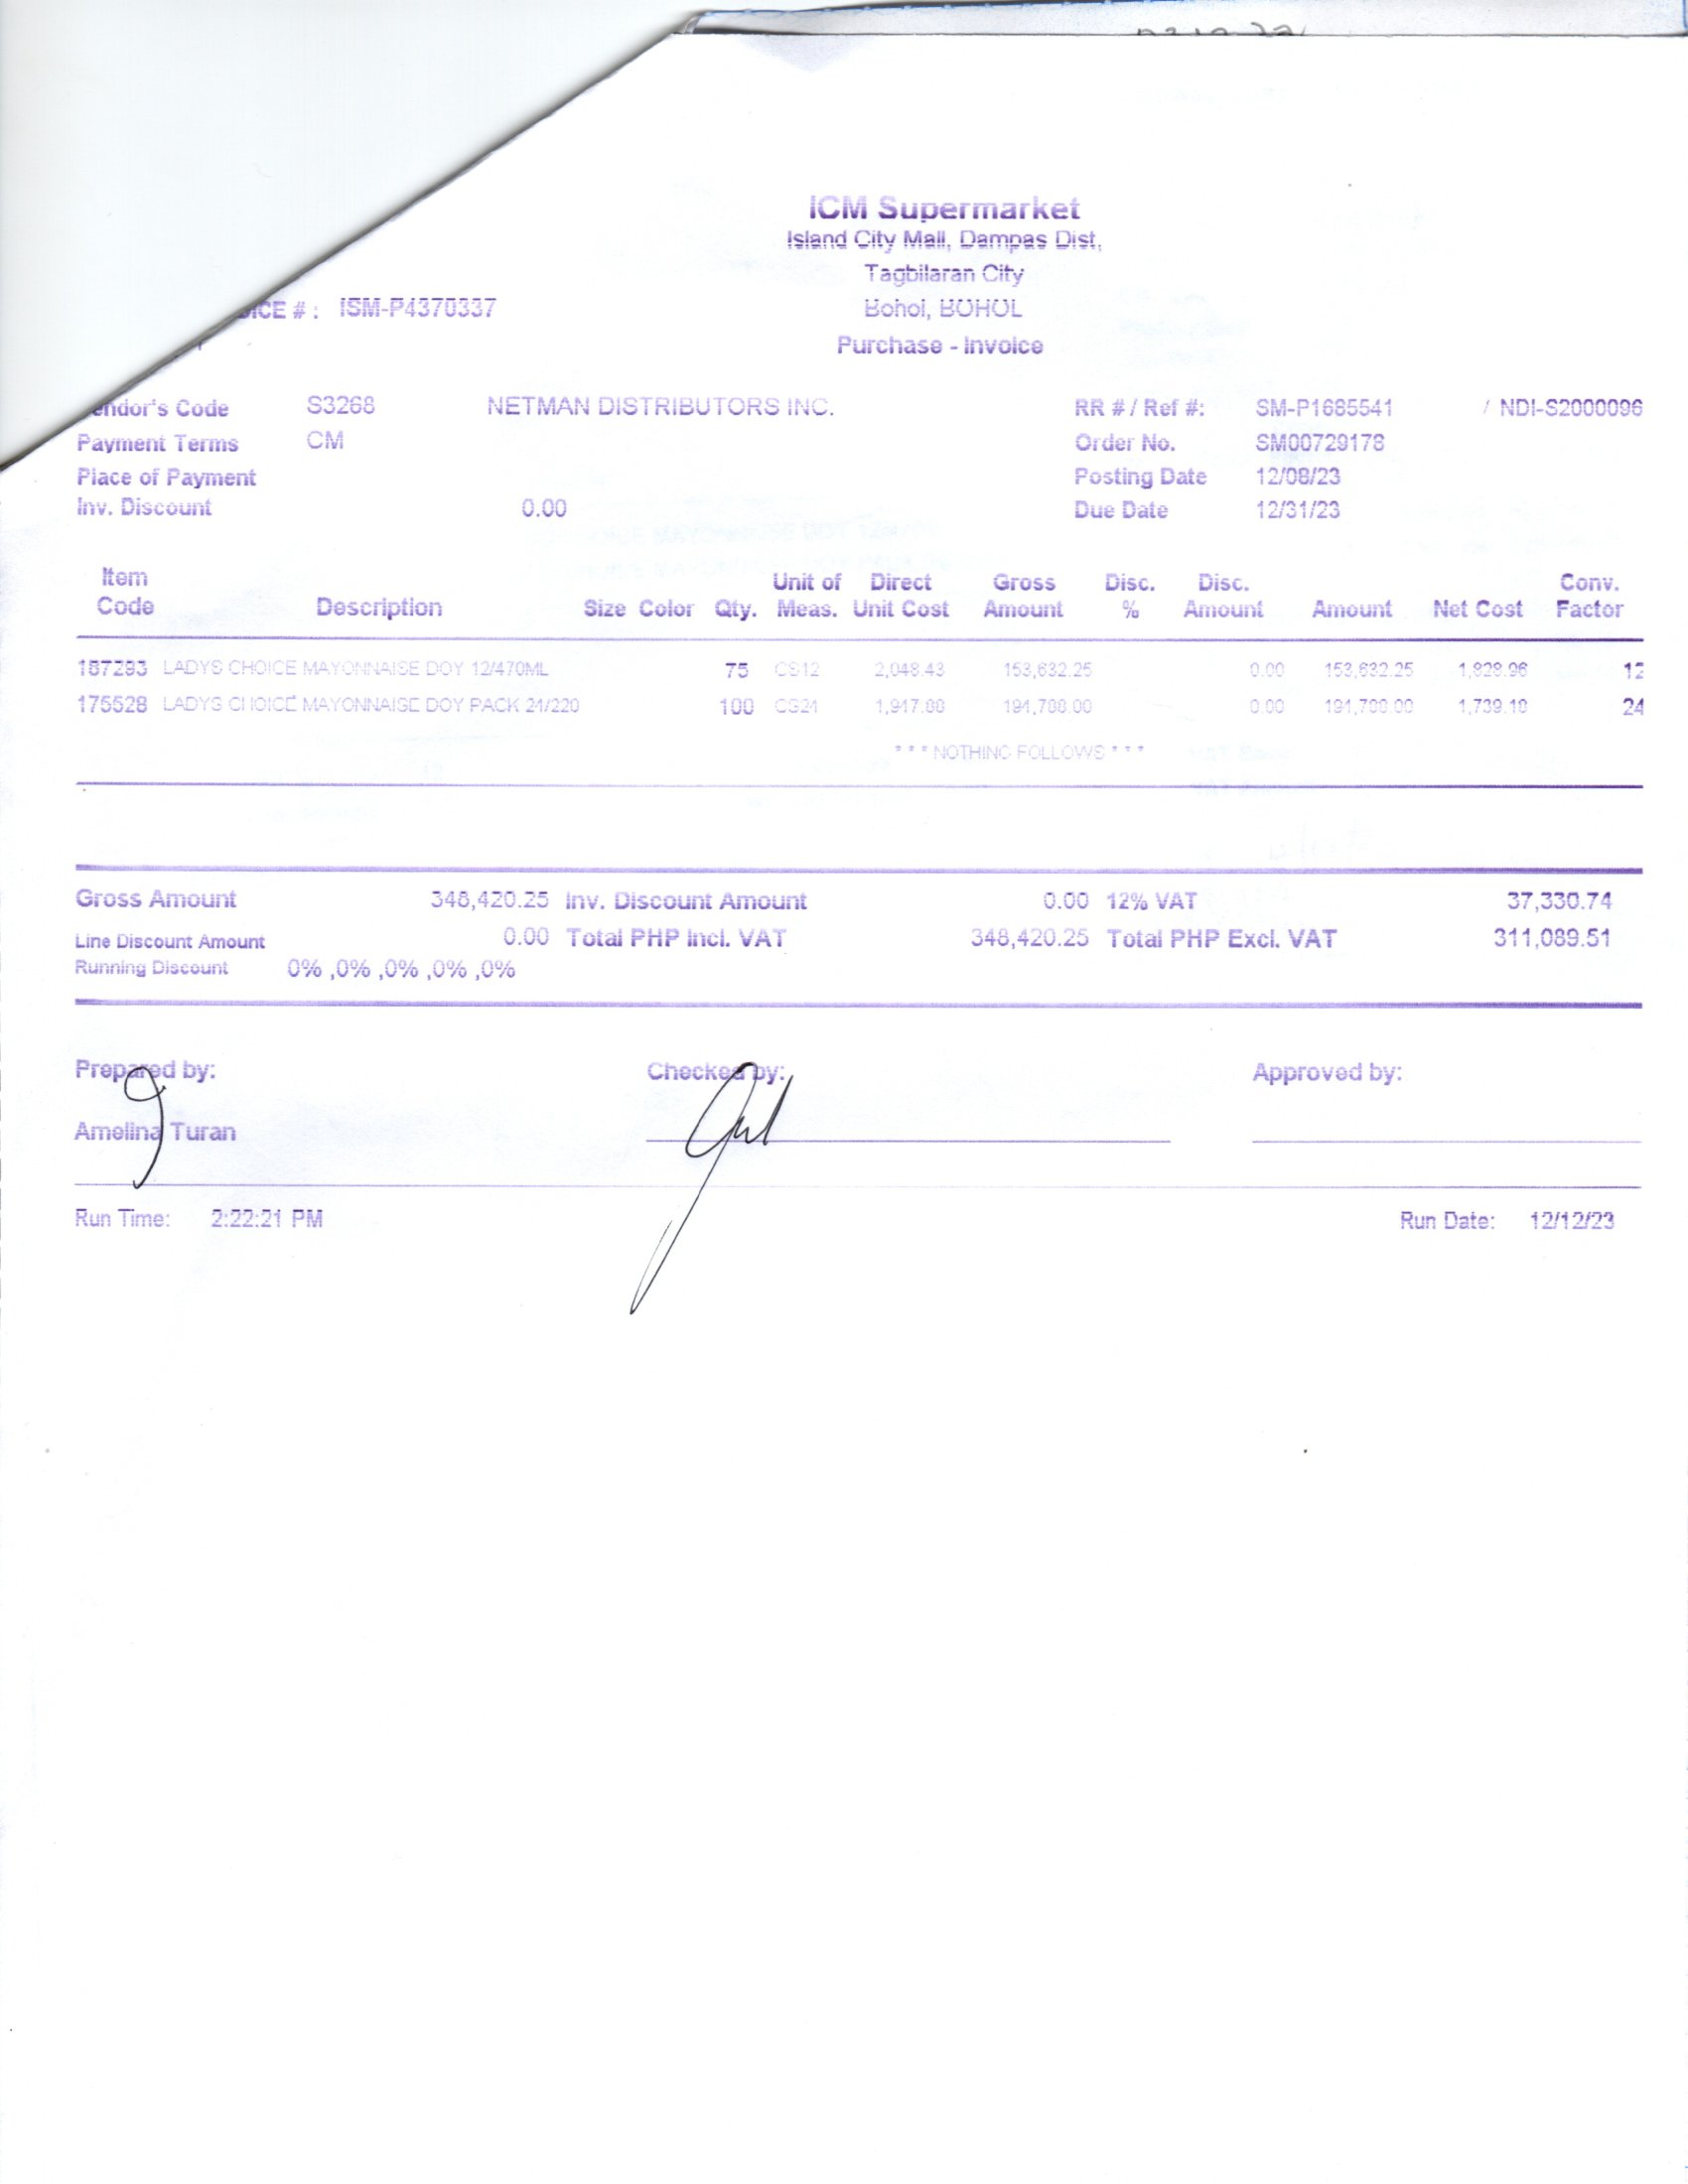 ICM Supermarket
Island City Mall, Dampas Dist,
Tagbilaran City
ICE # : ISM-P4370337 Bohol, BOHOL
Purchase - Invoice
endor's Code S3268 NETMAN DISTRIBUTORS INC. RR # / Ref #: SM-P1685541 / NDI-S2000096
Payment Terms CM Order No. SM00729178
Place of Payment Posting Date 12/08/23
Inv. Discount 0.00 Due Date 12/31/23
Item Unit of Direct Gross Disc. Disc. Conv.
Code Description Size Color Qty. Meas. Unit Cost Amount % Amount Amount Net Cost Factor
187293 LADYS CHOICE MAYONNAISE DOY 12/470ML 75 CS12 2,048.43 153,632.25 0.00 153,632.25 1,828.96 12
175528 LADYS CHOICE MAYONNAISE DOY PACK 24/220 100 CS24 1,947.88 194,788.00 0.00 194,788.00 1,739.18 24
* * * NOTHING FOLLOWS * * *
Gross Amount 348,420.25 Inv. Discount Amount 0.00 12% VAT 37,330.74
Line Discount Amount 0.00 Total PHP Incl. VAT 348,420.25 Total PHP Excl. VAT 311,089.51
Running Discount 0% ,0% ,0% ,0% ,0%
Prepared by: Checked by: Approved by:
Amelina Turan
Run Time: 2:22:21 PM Run Date: 12/12/23